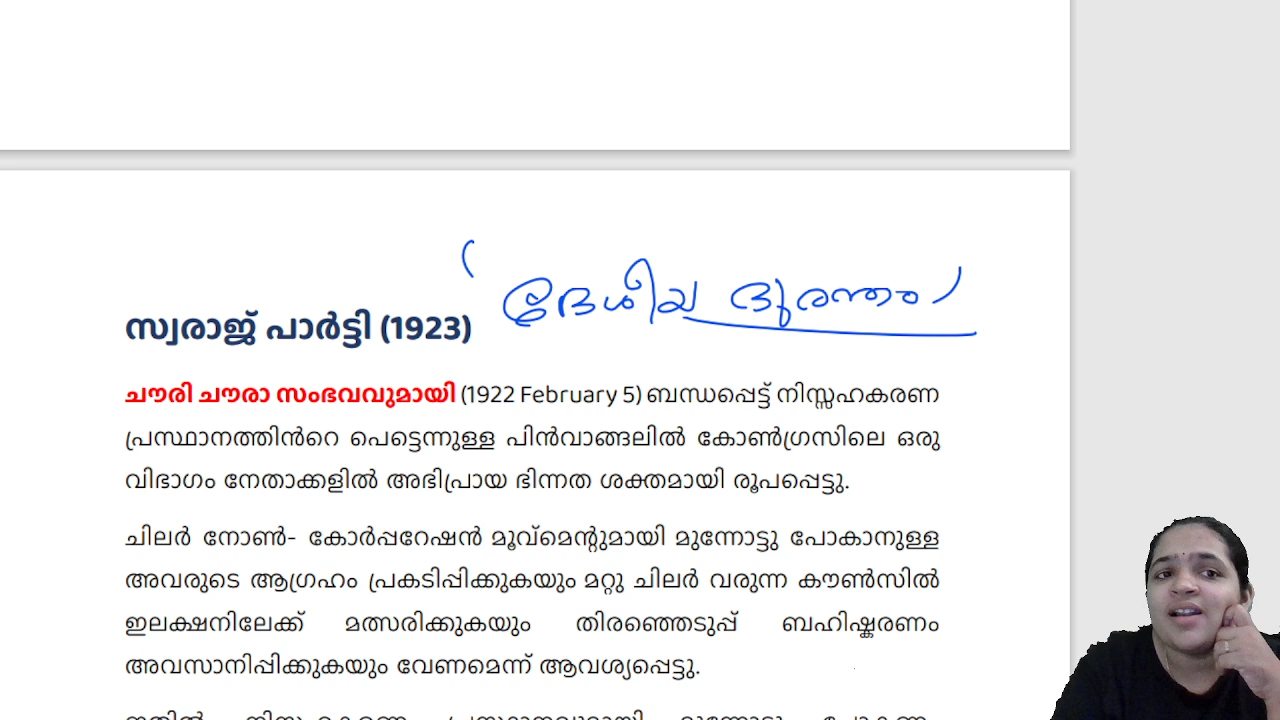 ( ദേശീയ ദുരന്തം )
സ്വരാജ് പാർട്ടി (1923)
ചൗരി ചൗരാ സംഭവവുമായി (1922 February 5) ബന്ധപ്പെട്ട് നിസ്സഹകരണ
പ്രസ്ഥാനത്തിൻറെ പെട്ടെന്നുള്ള പിൻവാങ്ങലിൽ കോൺഗ്രസിലെ ഒരു
വിഭാഗം നേതാക്കളിൽ അഭിപ്രായ ഭിന്നത ശക്തമായി രൂപപ്പെട്ടു.
ചിലർ നോൺ- കോർപ്പറേഷൻ മൂവ്മെന്റുമായി മുന്നോട്ടു പോകാനുള്ള
അവരുടെ ആഗ്രഹം പ്രകടിപ്പിക്കുകയും മറ്റു ചിലർ വരുന്ന കൗൺസിൽ
ഇലക്ഷനിലേക്ക് മത്സരിക്കുകയും തിരഞ്ഞെടുപ്പ് ബഹിഷ്കരണം
അവസാനിപ്പിക്കുകയും വേണമെന്ന് ആവശ്യപ്പെട്ടു.